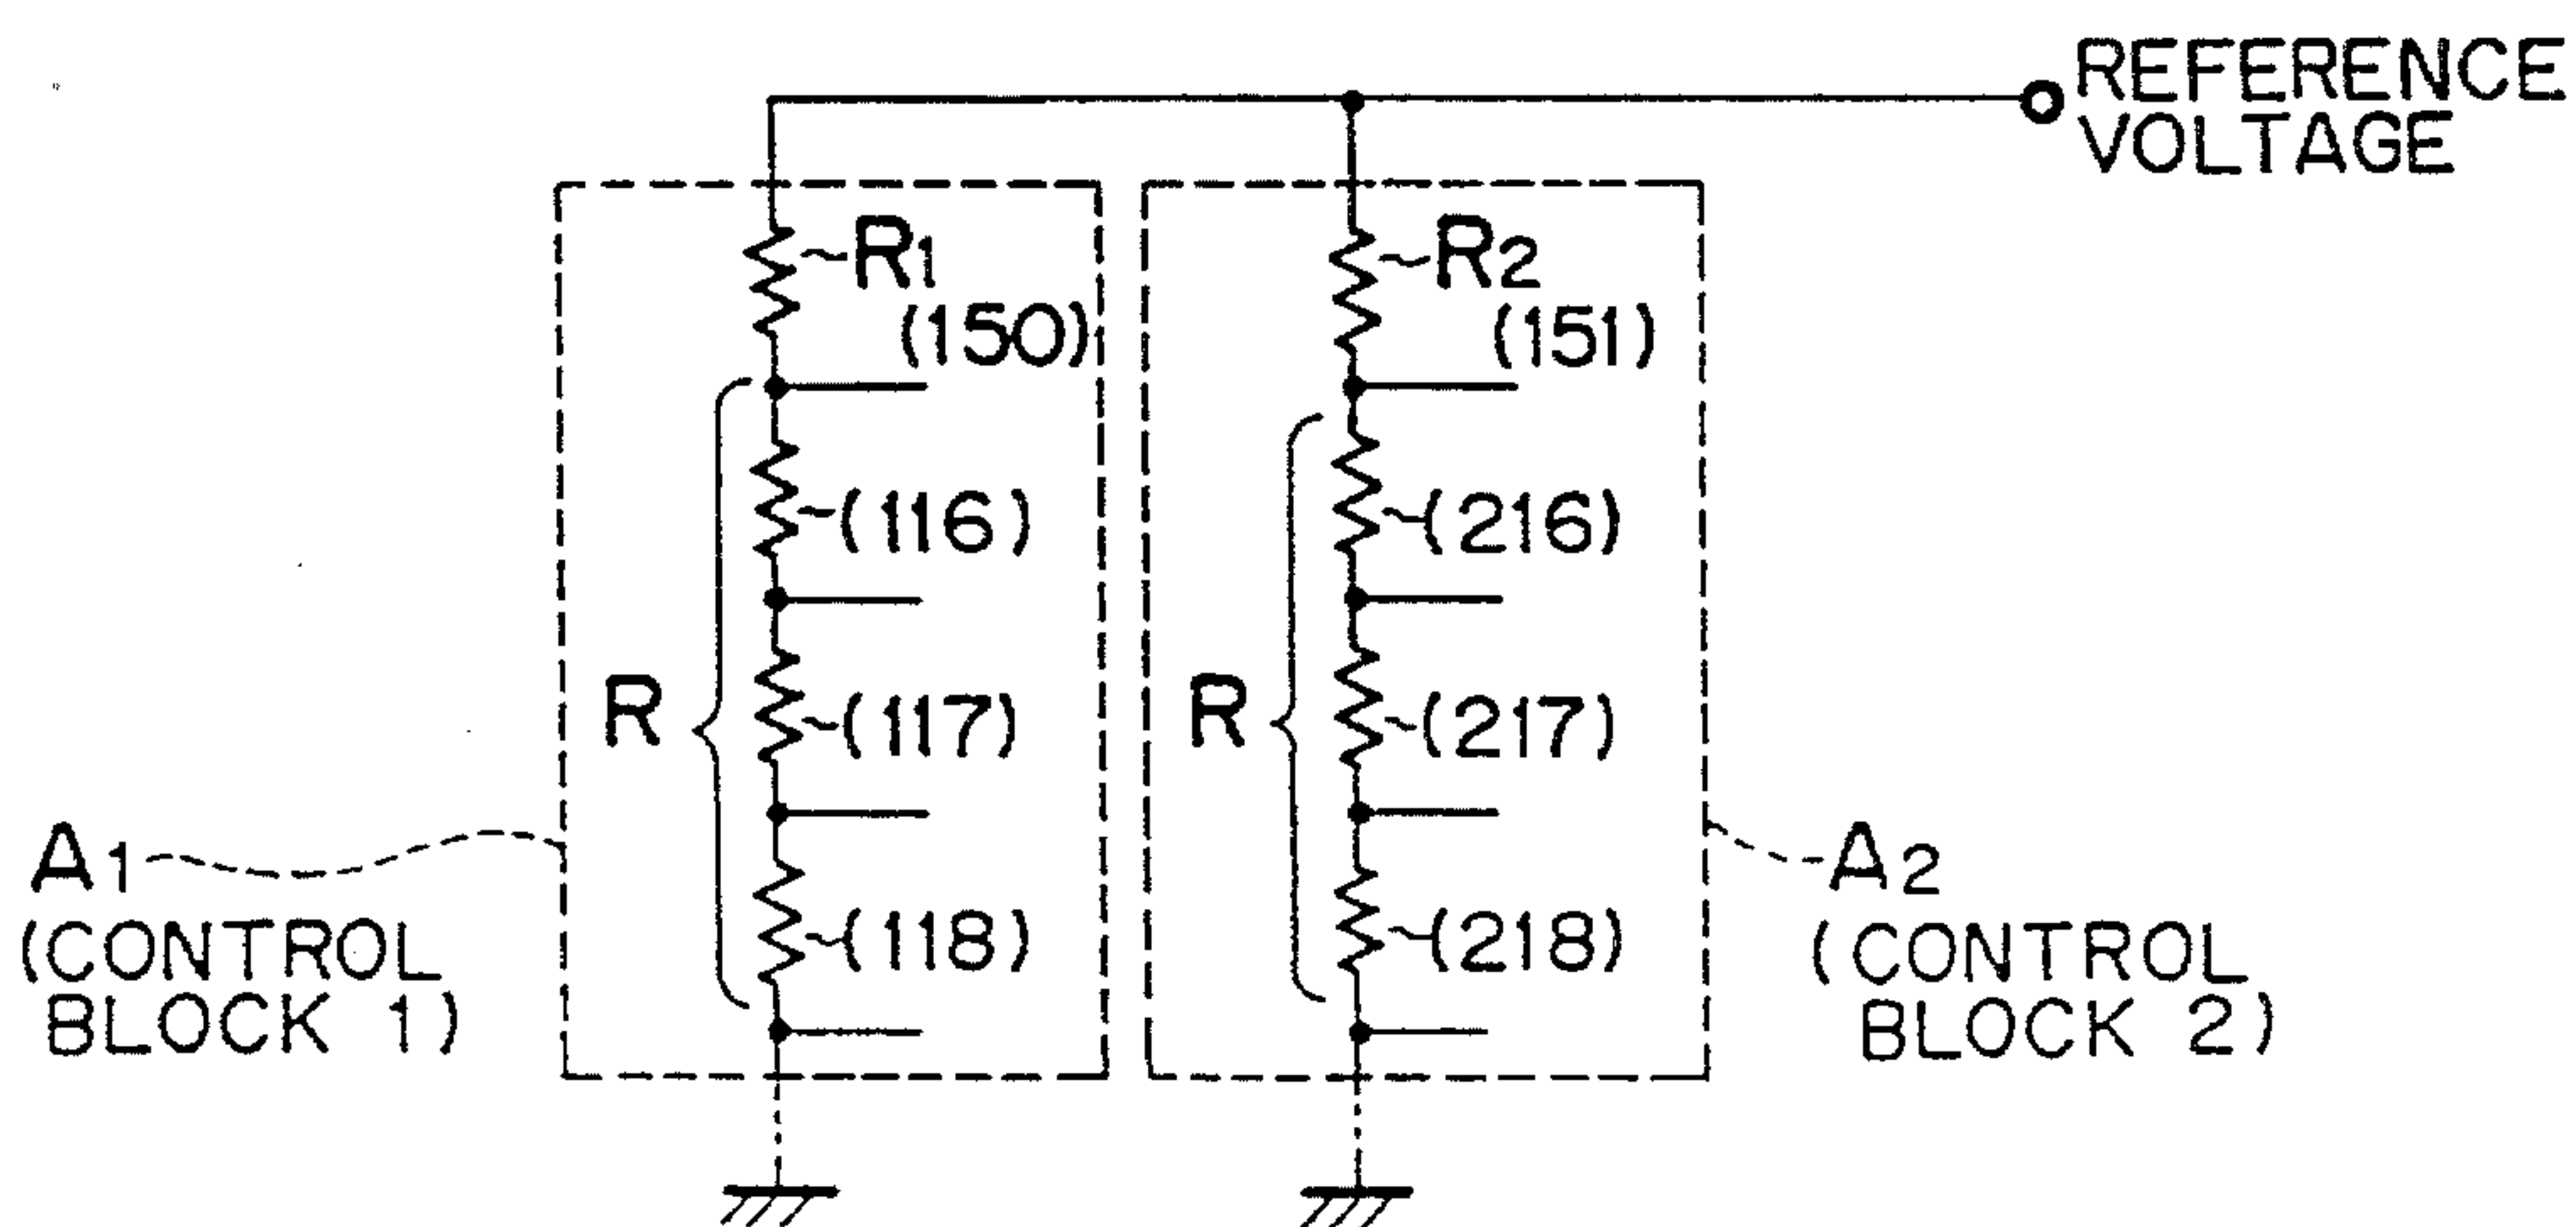 REFERENCE
VOLTAGE
R1
(150)
R2
(151)
(116)
(216)
R
(117)
R
(217)
A1
(CONTROL
BLOCK 1)
(118)
(218)
A2
(CONTROL
BLOCK 2)